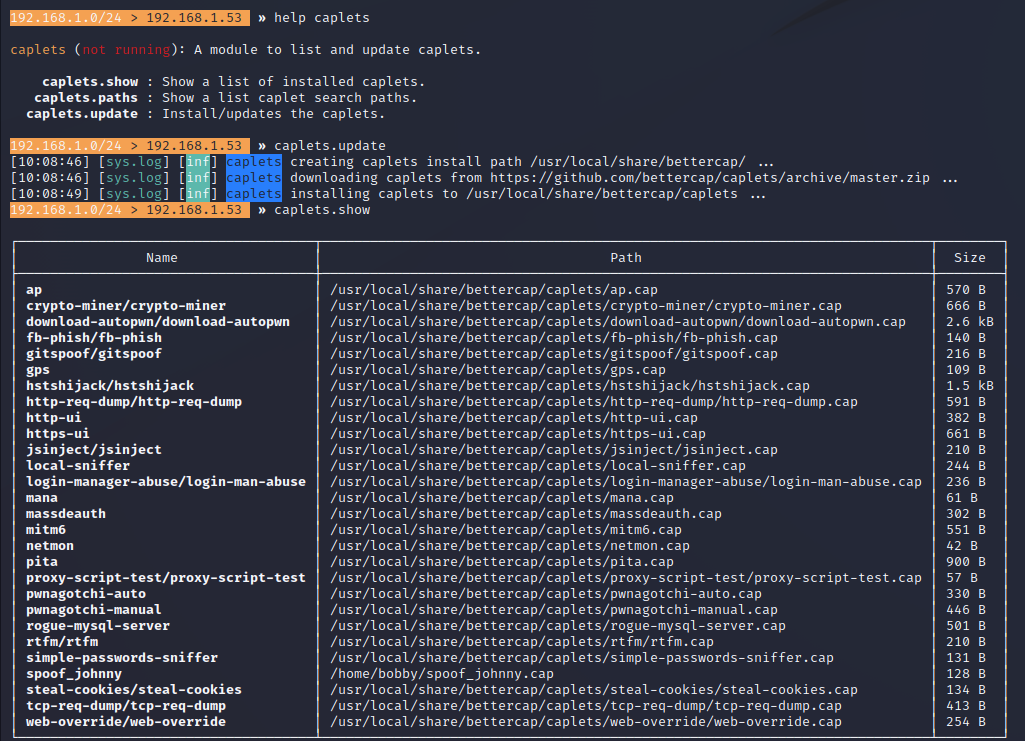 192.168.1.0/24 > 192.168.1.53 » help caplets
caplets (not running): A module to list and update caplets.
caplets.show : Show a list of installed caplets.
caplets.paths : Show a list caplet search paths.
caplets.update : Install/updates the caplets.
192.168.1.0/24 > 192.168.1.53 » caplets.update
[10:08:46] [sys.log] [inf] caplets creating caplets install path /usr/local/share/bettercap/ ...
[10:08:46] [sys.log] [inf] caplets downloading caplets from https://github.com/bettercap/caplets/archive/master.zip ...
[10:08:49] [sys.log] [inf] caplets installing caplets to /usr/local/share/bettercap/caplets ...
192.168.1.0/24 > 192.168.1.53 » caplets.show
Name Path Size
ap /usr/local/share/bettercap/caplets/ap.cap 570 B
crypto-miner/crypto-miner /usr/local/share/bettercap/caplets/crypto-miner/crypto-miner.cap 666 B
download-autopwn/download-autopwn /usr/local/share/bettercap/caplets/download-autopwn/download-autopwn.cap 2.6 kB
fb-phish/fb-phish /usr/local/share/bettercap/caplets/fb-phish/fb-phish.cap 140 B
gitspoof/gitspoof /usr/local/share/bettercap/caplets/gitspoof/gitspoof.cap 216 B
gps /usr/local/share/bettercap/caplets/gps.cap 109 B
hstshijack/hstshijack /usr/local/share/bettercap/caplets/hstshijack/hstshijack.cap 1.5 kB
http-req-dump/http-req-dump /usr/local/share/bettercap/caplets/http-req-dump/http-req-dump.cap 591 B
http-ui /usr/local/share/bettercap/caplets/http-ui.cap 382 B
https-ui /usr/local/share/bettercap/caplets/https-ui.cap 661 B
jsinject/jsinject /usr/local/share/bettercap/caplets/jsinject/jsinject.cap 210 B
local-sniffer /usr/local/share/bettercap/caplets/local-sniffer.cap 244 B
login-manager-abuse/login-man-abuse /usr/local/share/bettercap/caplets/login-manager-abuse/login-man-abuse.cap 236 B
mana /usr/local/share/bettercap/caplets/mana.cap 61 B
massdeauth /usr/local/share/bettercap/caplets/massdeauth.cap 302 B
mitm6 /usr/local/share/bettercap/caplets/mitm6.cap 551 B
netmon /usr/local/share/bettercap/caplets/netmon.cap 42 B
pita /usr/local/share/bettercap/caplets/pita.cap 900 B
proxy-script-test/proxy-script-test /usr/local/share/bettercap/caplets/proxy-script-test/proxy-script-test.cap 57 B
pwnagotchi-auto /usr/local/share/bettercap/caplets/pwnagotchi-auto.cap 330 B
pwnagotchi-manual /usr/local/share/bettercap/caplets/pwnagotchi-manual.cap 446 B
rogue-mysql-server /usr/local/share/bettercap/caplets/rogue-mysql-server.cap 501 B
rtfm/rtfm /usr/local/share/bettercap/caplets/rtfm/rtfm.cap 210 B
simple-passwords-sniffer /usr/local/share/bettercap/caplets/simple-passwords-sniffer.cap 131 B
spoof_johnny /home/bobby/spoof_johnny.cap 128 B
steal-cookies/steal-cookies /usr/local/share/bettercap/caplets/steal-cookies/steal-cookies.cap 134 B
tcp-req-dump/tcp-req-dump /usr/local/share/bettercap/caplets/tcp-req-dump/tcp-req-dump.cap 413 B
web-override/web-override /usr/local/share/bettercap/caplets/web-override/web-override.cap 254 B